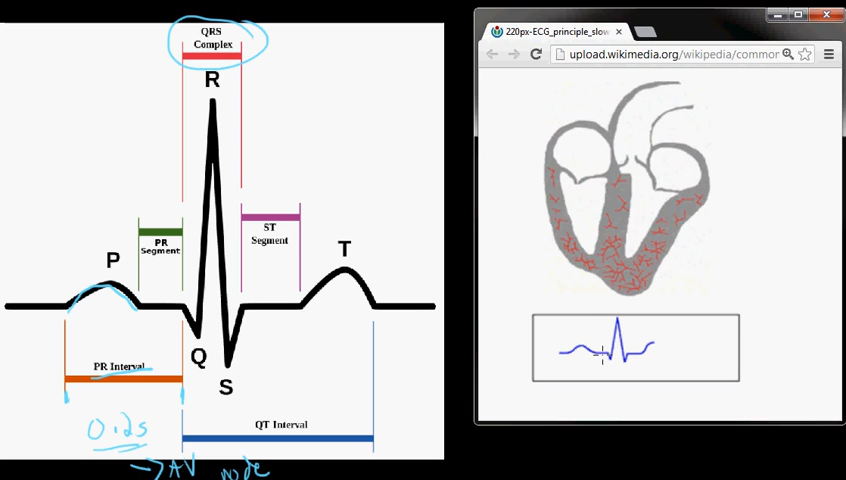 QRS
Complex
R
PR
Segment
ST
Segment
P
T
Q
S
PR Interval
0.2s
QT Interval
→AV node
220px-ECG_principle_slow
upload.wikimedia.org/wikipedia/common